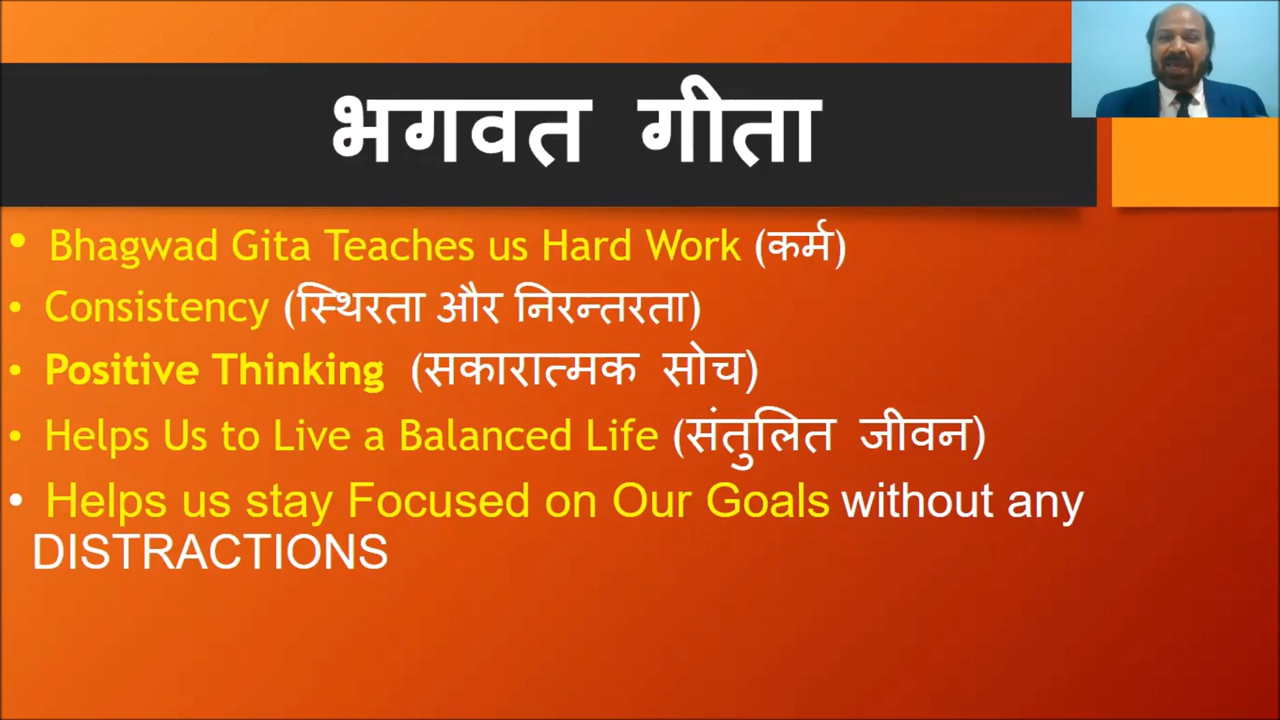 भगवत गीता
• Bhagwad Gita Teaches us Hard Work (कर्म)
• Consistency (स्थिरता और निरन्तरता)
• Positive Thinking (सकारात्मक सोच)
• Helps Us to Live a Balanced Life (संतुलित जीवन)
• Helps us stay Focused on Our Goals without any
DISTRACTIONS